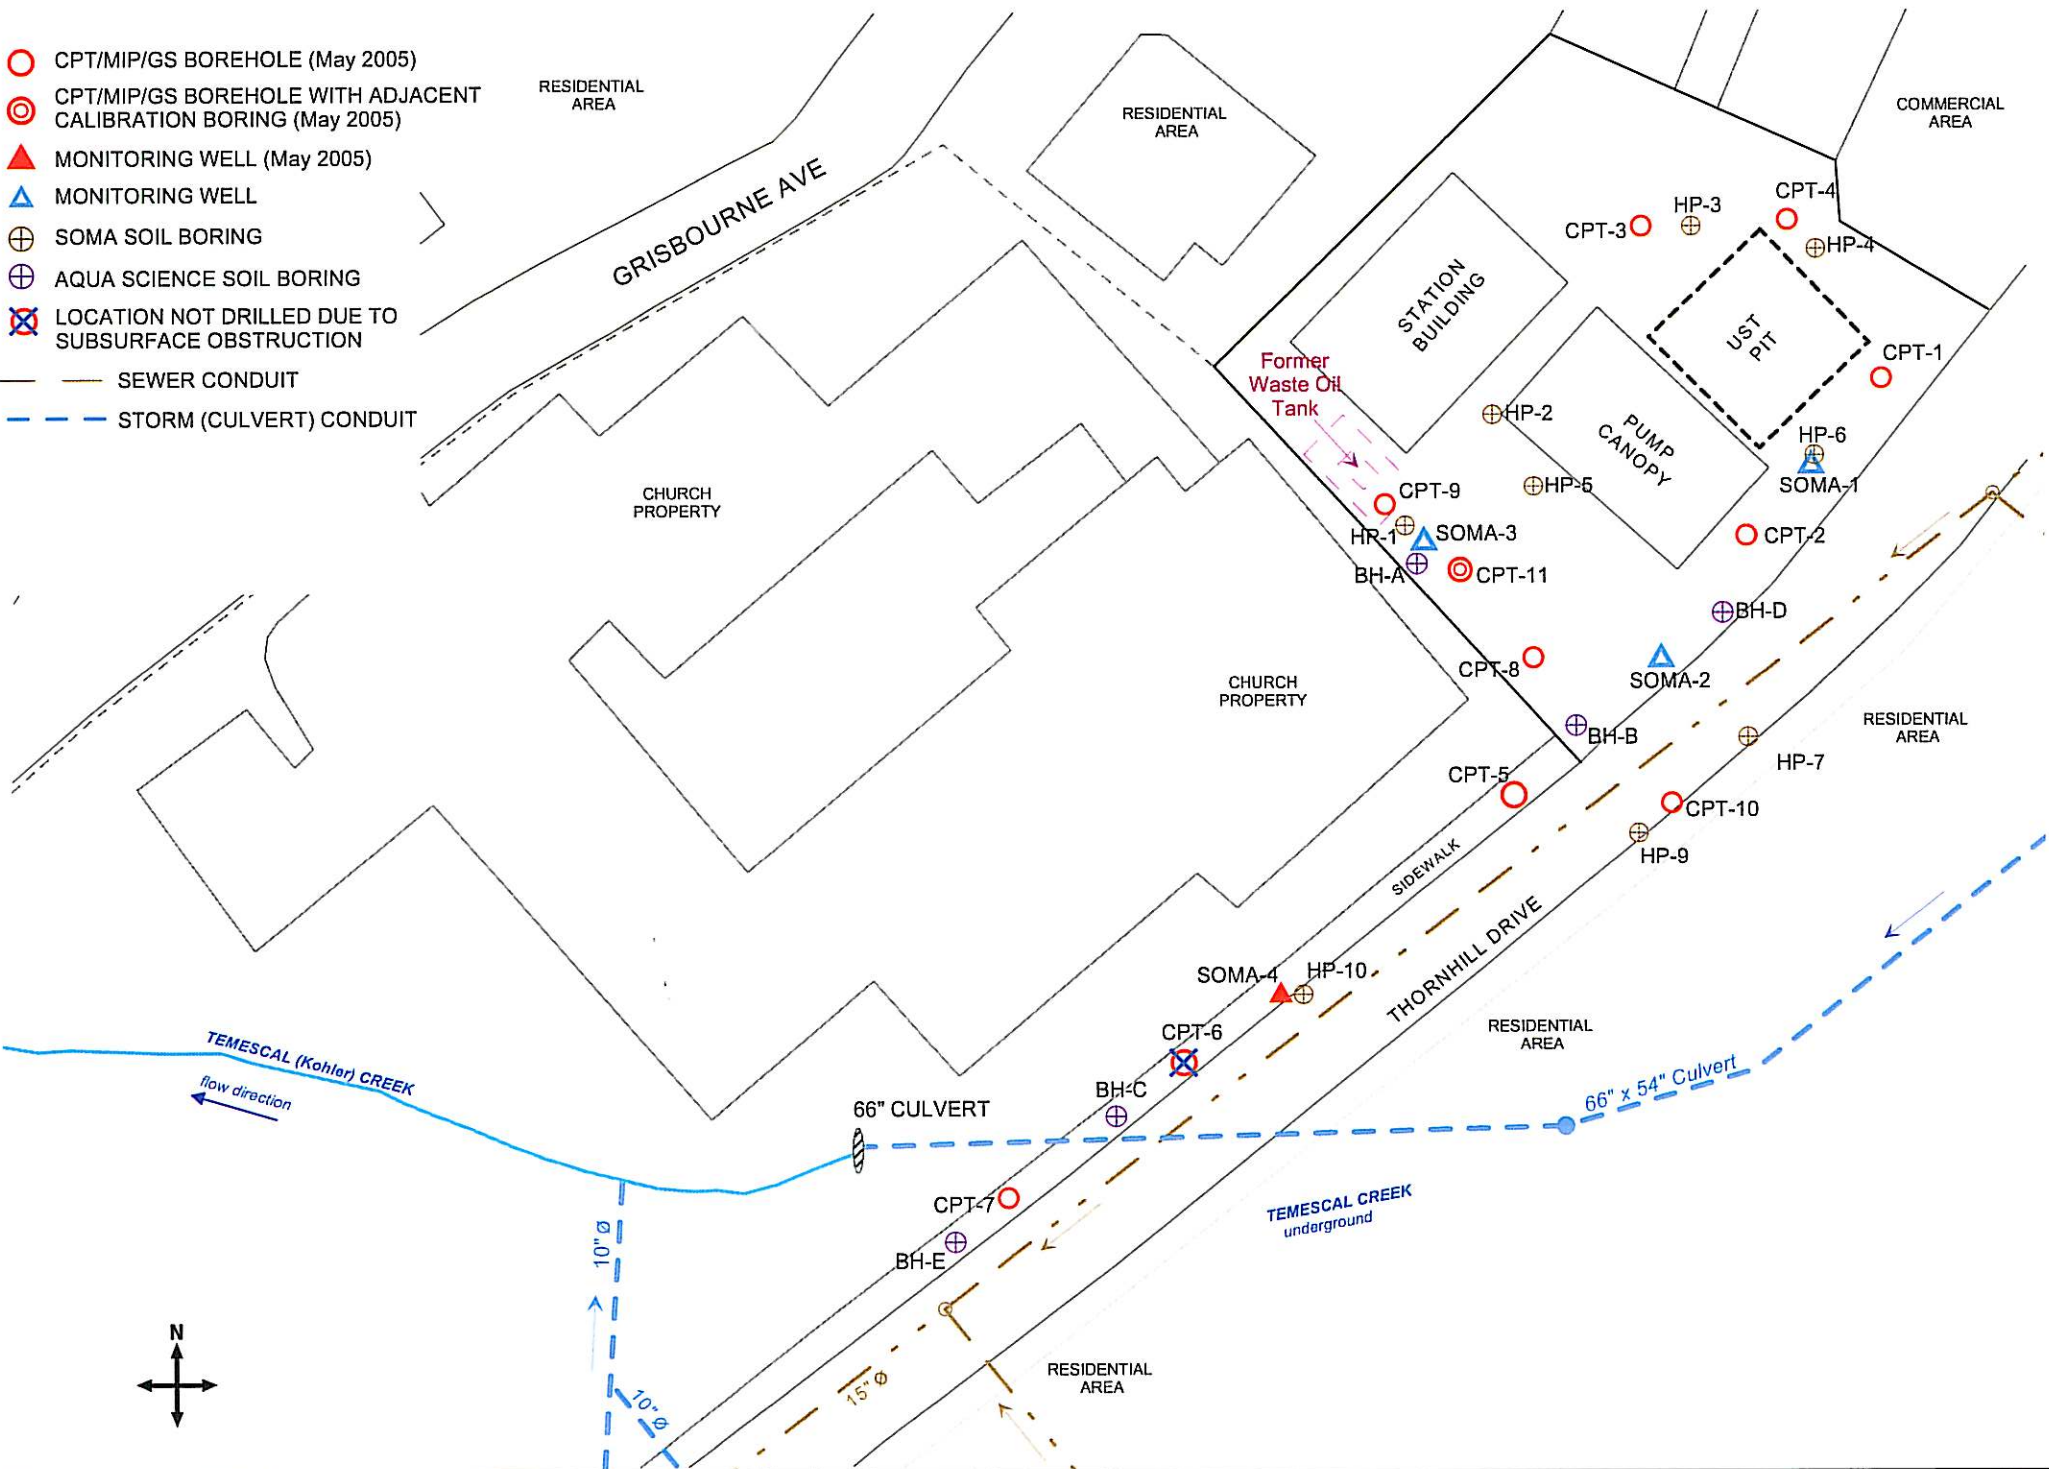 CPT/MIP/GS BOREHOLE (May 2005)
CPT/MIP/GS BOREHOLE WITH ADJACENT
CALIBRATION BORING (May 2005)
MONITORING WELL (May 2005)
MONITORING WELL
SOMA SOIL BORING
AQUA SCIENCE SOIL BORING
LOCATION NOT DRILLED DUE TO
SUBSURFACE OBSTRUCTION
SEWER CONDUIT
STORM (CULVERT) CONDUIT
RESIDENTIAL
AREA
GRISBOURNE AVE
RESIDENTIAL
AREA
COMMERCIAL
AREA
CPT-3
HP-3
CPT-4
HP-4
STATION
BUILDING
UST
PIT
CPT-1
Former
Waste Oil
Tank
HP-2
PUMP
CANOPY
HP-6
SOMA-1
HP-5
CPT-9
HP-1
SOMA-3
CPT-2
BH-A
CPT-11
BH-D
CHURCH
PROPERTY
CPT-8
SOMA-2
CHURCH
PROPERTY
BH-B
RESIDENTIAL
AREA
HP-7
CPT-5
CPT-10
HP-9
SIDEWALK
THORNHILL DRIVE
SOMA-4
HP-10
CPT-6
RESIDENTIAL
AREA
TEMESCAL (Kohler) CREEK
flow direction
BH-C
66" CULVERT
66" x 54" Culvert
CPT-7
BH-E
TEMESCAL CREEK
underground
10" Ø
10" Ø
15" Ø
RESIDENTIAL
AREA
N